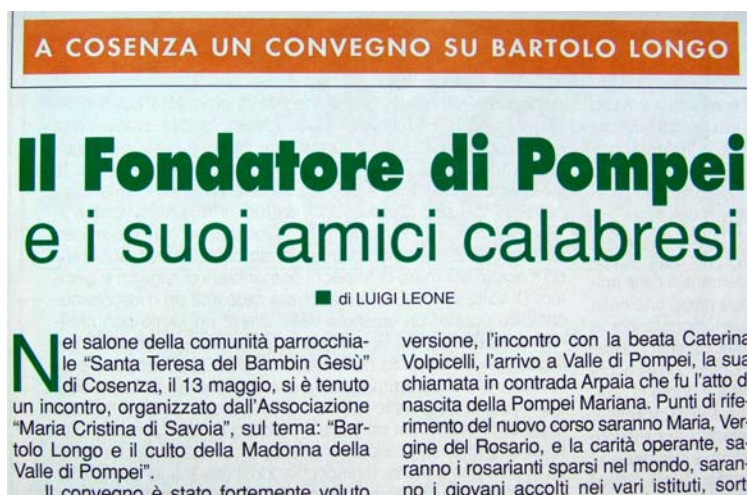 A COSENZA UN CONVEGNO SU BARTOLO LONGO
Il Fondatore di Pompei
e i suoi amici calabresi
■ di LUIGI LEONE
Nel salone della comunità parrocchia-
le “Santa Teresa del Bambin Gesù”
di Cosenza, il 13 maggio, si è tenuto
un incontro, organizzato dall’Associazione
“Maria Cristina di Savoia”, sul tema: “Bar-
tolo Longo e il culto della Madonna della
Valle di Pompei”.
Il convegno è stato fortemente voluto
versione, l’incontro con la beata Caterina
Volpicelli, l’arrivo a Valle di Pompei, la sua
chiamata in contrada Arpaia che fu l’atto d
nascita della Pompei Mariana. Punti di rife-
rimento del nuovo corso saranno Maria, Ver-
gine del Rosario, e la carità operante, sa-
ranno i rosarianti sparsi nel mondo, saran-
no i giovani accolti nei vari istituti, sort